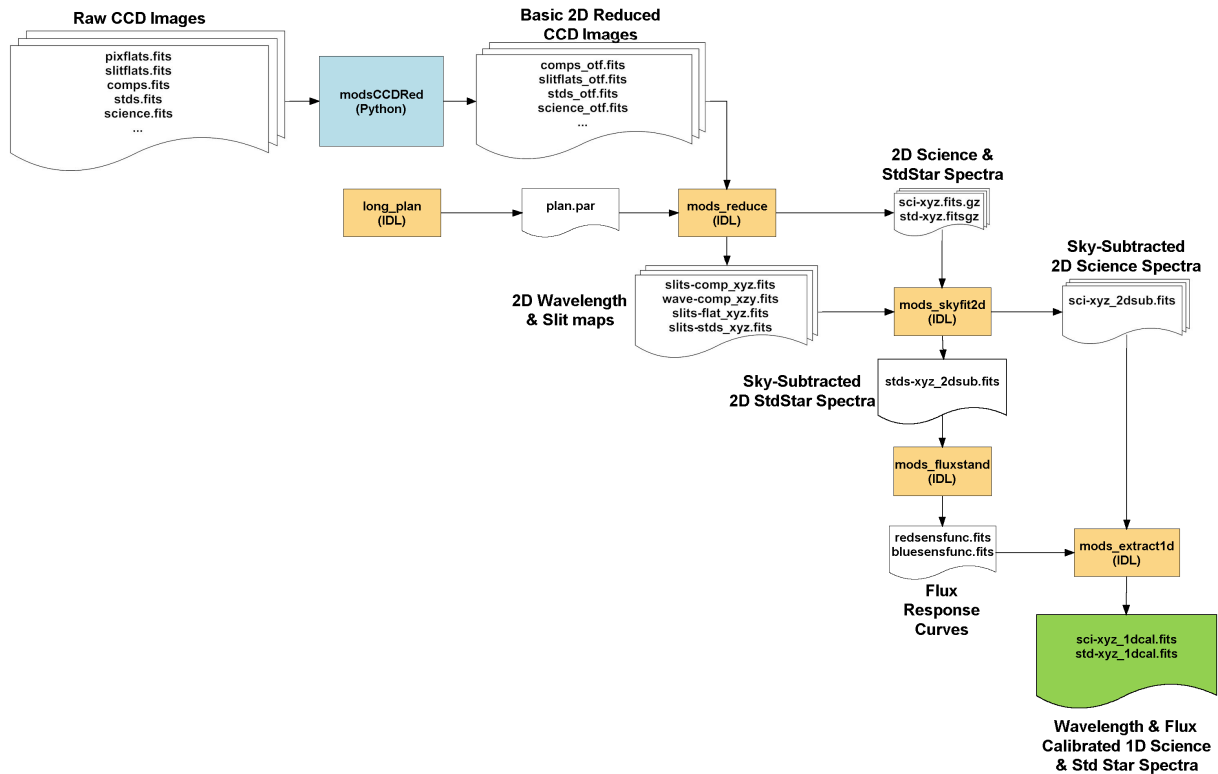 Raw CCD Images
pixflats.fits
slitflats.fits
comps.fits
stds.fits
science.fits
...
modsCCDRed
(Python)
Basic 2D Reduced
CCD Images
comps_otf.fits
slitflats_otf.fits
stds_otf.fits
science_otf.fits
...
long_plan
(IDL)
plan.par
mods_reduce
(IDL)
2D Science &
StdStar Spectra
sci-xyz.fits.gz
std-xyz.fitsgz
2D Wavelength
& Slit maps
slits-comp_xyz.fits
wave-comp_xzy.fits
slits-flat_xyz.fits
slits-stds_xyz.fits
mods_skyfit2d
(IDL)
Sky-Subtracted
2D Science Spectra
sci-xyz_2dsub.fits
Sky-Subtracted
2D StdStar Spectra
stds-xyz_2dsub.fits
mods_fluxstand
(IDL)
redsensfunc.fits
bluesensfunc.fits
Flux
Response
Curves
mods_extract1d
(IDL)
sci-xyz_1dcal.fits
std-xyz_1dcal.fits
Wavelength & Flux
Calibrated 1D Science
& Std Star Spectra